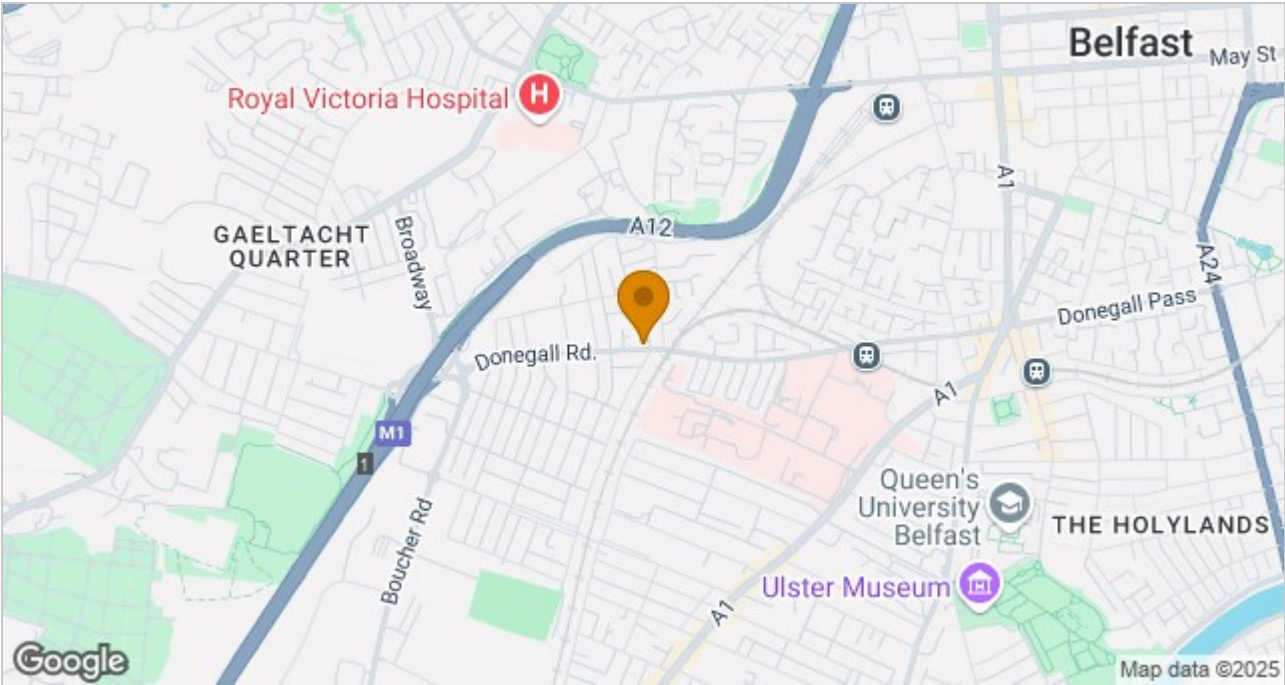 Belfast
May St
Royal Victoria Hospital
H
A1
GAELTACHT
QUARTER
Broadway
A12
A24
Donegall Pass
Donegall Rd.
A1
M1
1
Boucher Rd
Queen's
University
Belfast
THE HOLYLANDS
Ulster Museum
A1
Google
Map data ©2025